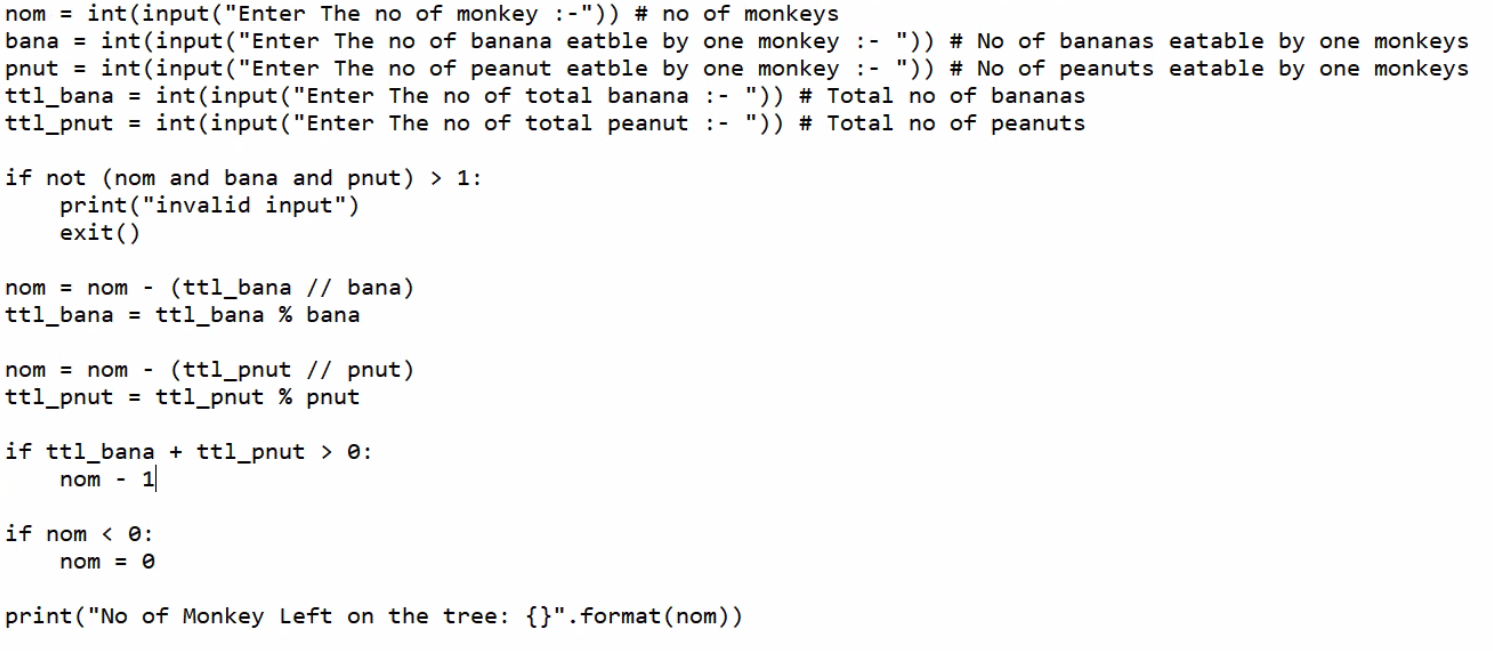 nom = int(input("Enter The no of monkey :-")) # no of monkeys
bana = int(input("Enter The no of banana eatble by one monkey :- ")) # No of bananas eatable by one monkeys
pnut = int(input("Enter The no of peanut eatble by one monkey :- ")) # No of peanuts eatable by one monkeys
ttl_bana = int(input("Enter The no of total banana :- ")) # Total no of bananas
ttl_pnut = int(input("Enter The no of total peanut :- ")) # Total no of peanuts

if not (nom and bana and pnut) > 1:
    print("invalid input")
    exit()

nom = nom - (ttl_bana // bana)
ttl_bana = ttl_bana % bana

nom = nom - (ttl_pnut // pnut)
ttl_pnut = ttl_pnut % pnut

if ttl_bana + ttl_pnut > 0:
    nom - 1

if nom < 0:
    nom = 0

print("No of Monkey Left on the tree: {}".format(nom))